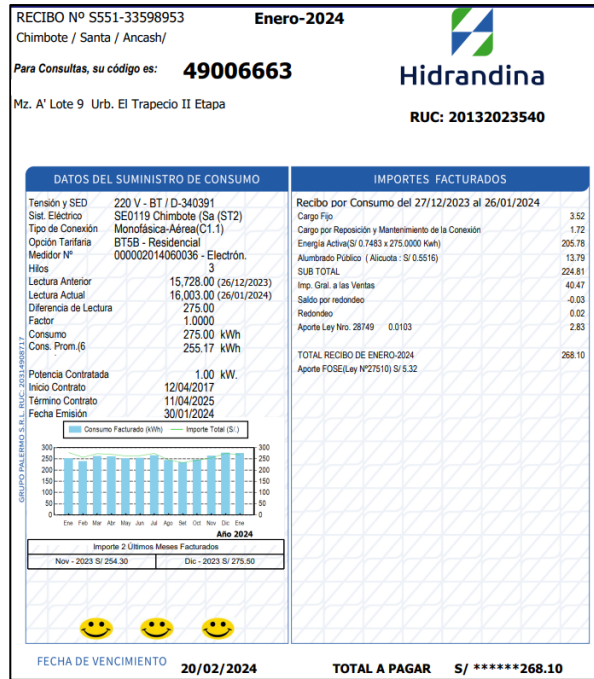 RECIBO Nº S551-33598953 Enero-2024
Chimbote / Santa / Ancash/
Para Consultas, su código es: 49006663
Hidrandina
Mz. A' Lote 9 Urb. El Trapecio II Etapa
RUC: 20132023540
DATOS DEL SUMINISTRO DE CONSUMO
Tensión y SED 220 V - BT / D-340391
Sist. Eléctrico SE0119 Chimbote (Sa (ST2)
Tipo de Conexión Monofásica-Aérea(C1.1)
Opción Tarifaria BT5B - Residencial
Medidor Nº 000002014060036 - Electrón.
Hilos 3
Lectura Anterior 15,728.00 (26/12/2023)
Lectura Actual 16,003.00 (26/01/2024)
Diferencia de Lectura 275.00
Factor 1.0000
Consumo 275.00 kWh
Cons. Prom.(6 255.17 kWh
Potencia Contratada 1.00 kW.
Inicio Contrato 12/04/2017
Término Contrato 11/04/2025
Fecha Emisión 30/01/2024
GRUPO PALERMO S.R.L. RUC: 20314908717
Consumo Facturado (kWh) Importe Total (S/.)
300 300
250 250
200 200
150 150
100 100
50 50
0 0
Ene Feb Mar Abr May Jun Jul Ago Set Oct Nov Dic Ene
Año 2024
Importe 2 Últimos Meses Facturados
Nov - 2023 S/ 254.30 Dic - 2023 S/ 275.50
IMPORTES FACTURADOS
Recibo por Consumo del 27/12/2023 al 26/01/2024
Cargo Fijo 3.52
Cargo por Reposición y Mantenimiento de la Conexión 1.72
Energía Activa(S/ 0.7483 x 275.0000 Kwh) 205.78
Alumbrado Público ( Alicuota : S/ 0.5516) 13.79
SUB TOTAL 224.81
Imp. Gral. a las Ventas 40.47
Saldo por redondeo -0.03
Redondeo 0.02
Aporte Ley Nro. 28749 0.0103 2.83
TOTAL RECIBO DE ENERO-2024 268.10
Aporte FOSE(Ley Nº27510) S/ 5.32
FECHA DE VENCIMIENTO 20/02/2024 TOTAL A PAGAR S/ ******268.10